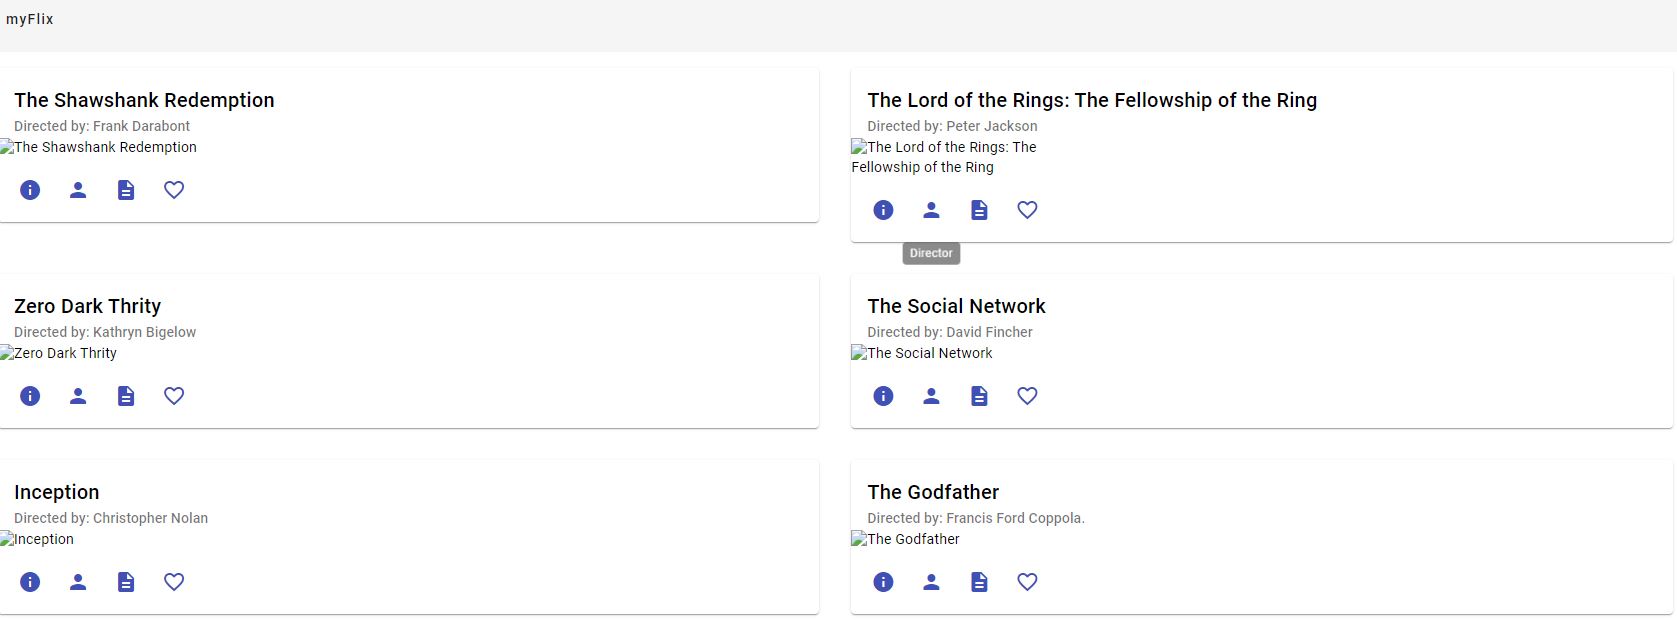 myFlix
The Shawshank Redemption
Directed by: Frank Darabont
The Shawshank Redemption
The Lord of the Rings: The Fellowship of the Ring
Directed by: Peter Jackson
The Lord of the Rings: The
Fellowship of the Ring
Director
Zero Dark Thrity
Directed by: Kathryn Bigelow
Zero Dark Thrity
The Social Network
Directed by: David Fincher
The Social Network
Inception
Directed by: Christopher Nolan
Inception
The Godfather
Directed by: Francis Ford Coppola.
The Godfather